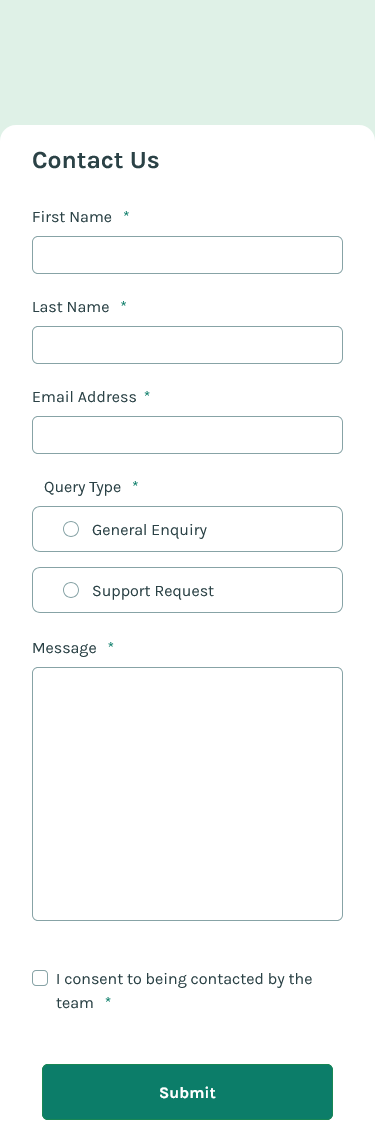 Contact Us
First Name *
Last Name *
Email Address *
Query Type *
General Enquiry
Support Request
Message *
I consent to being contacted by the
team *
Submit